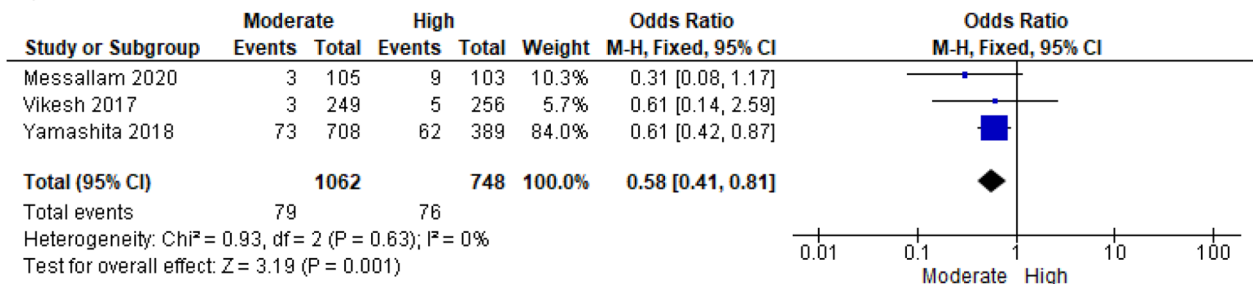 Moderate High Odds Ratio Odds Ratio
Study or Subgroup Events Total Events Total Weight M-H, Fixed, 95% CI M-H, Fixed, 95% CI
Messallam 2020 3 105 9 103 10.3% 0.31 [0.08, 1.17]
Vikesh 2017 3 249 5 256 5.7% 0.61 [0.14, 2.59]
Yamashita 2018 73 708 62 389 84.0% 0.61 [0.42, 0.87]
Total (95% CI) 1062 748 100.0% 0.58 [0.41, 0.81]
Total events 79 76
Heterogeneity: Chi² = 0.93, df = 2 (P = 0.63); I² = 0%
Test for overall effect: Z = 3.19 (P = 0.001)
0.01 0.1 1 10 100
Moderate High